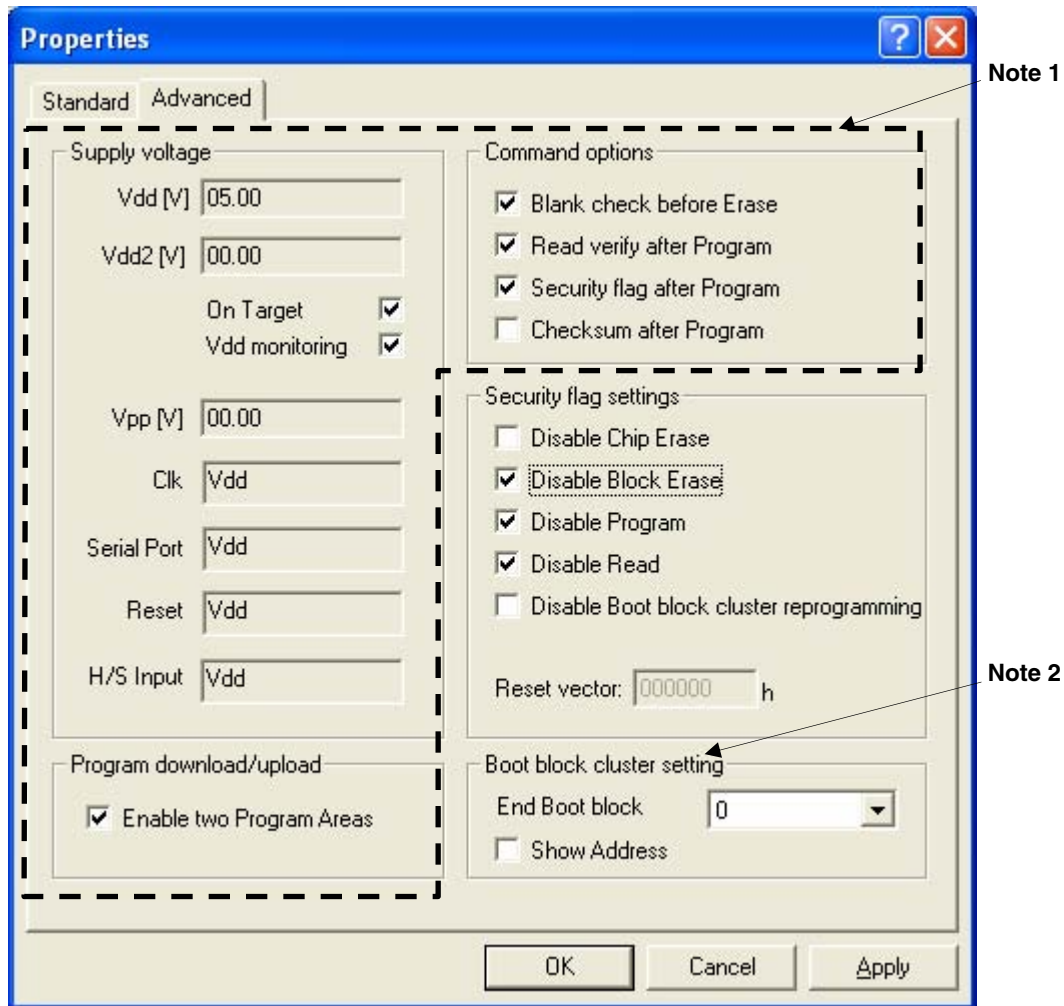 Properties
Note 1
Standard
Advanced
Supply voltage
Vdd [V] 05.00
Vdd2 [V] 00.00
On Target
Vdd monitoring
Vpp [V] 00.00
Clk Vdd
Serial Port Vdd
Reset Vdd
H/S Input Vdd
Program download/upload
Enable two Program Areas
Command options
Blank check before Erase
Read verify after Program
Security flag after Program
Checksum after Program
Security flag settings
Disable Chip Erase
Disable Block Erase
Disable Program
Disable Read
Disable Boot block cluster reprogramming
Reset vector: 000000 h
Note 2
Boot block cluster setting
End Boot block 0
Show Address
OK
Cancel
Apply